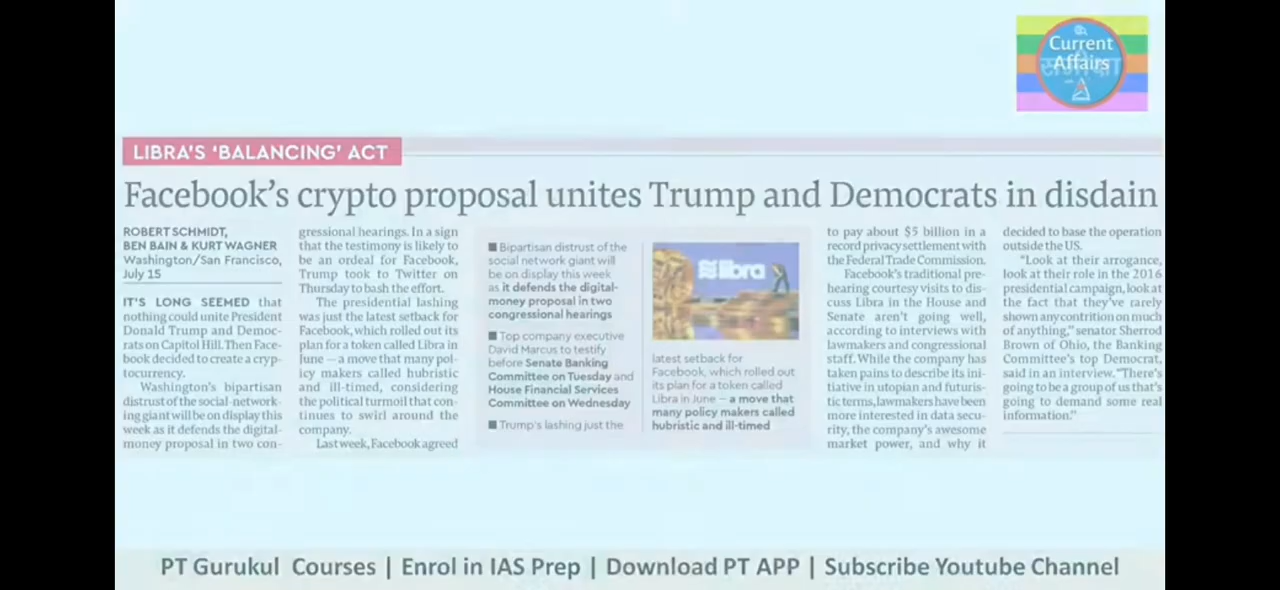 Current
Affairs
LIBRA'S 'BALANCING' ACT
Facebook's crypto proposal unites Trump and Democrats in disdain
ROBERT SCHMIDT,
BEN BAIN & KURT WAGNER
Washington/San Francisco,
July 15
IT'S LONG SEEMED that
nothing could unite President
Donald Trump and Democ-
rats on Capitol Hill. Then Face-
book decided to create a cryp-
tocurrency.
Washington's bipartisan
distrust of the social-network-
ing giant will be on display this
week as it defends the digital-
money proposal in two con-
gressional hearings. In a sign
that the testimony is likely to
be an ordeal for Facebook,
Trump took to Twitter on
Thursday to bash the effort.
The presidential lashing
was just the latest setback for
Facebook, which rolled out its
plan for a token called Libra in
June — a move that many pol-
icy makers called hubristic
and ill-timed, considering
the political turmoil that con-
tinues to swirl around the
company.
Last week, Facebook agreed
■ Bipartisan distrust of the
social network giant will
be on display this week
as it defends the digital-
money proposal in two
congressional hearings
■ Top company executive
David Marcus to testify
before Senate Banking
Committee on Tuesday and
House Financial Services
Committee on Wednesday
■ Trump's lashing just the
libra
latest setback for
Facebook, which rolled out
its plan for a token called
Libra in June — a move that
many policy makers called
hubristic and ill-timed
to pay about $5 billion in a
record privacy settlement with
the Federal Trade Commission.
Facebook's traditional pre-
hearing courtesy visits to dis-
cuss Libra in the House and
Senate aren't going well,
according to interviews with
lawmakers and congressional
staff. While the company has
taken pains to describe its ini-
tiative in utopian and futuris-
tic terms, lawmakers have been
more interested in data secu-
rity, the company's awesome
market power, and why it
decided to base the operation
outside the US.
"Look at their arrogance,
look at their role in the 2016
presidential campaign, look at
the fact that they've rarely
shown any contrition on much
of anything," senator Sherrod
Brown of Ohio, the Banking
Committee's top Democrat,
said in an interview. "There's
going to be a group of us that's
going to demand some real
information."
PT Gurukul Courses | Enrol in IAS Prep | Download PT APP | Subscribe Youtube Channel